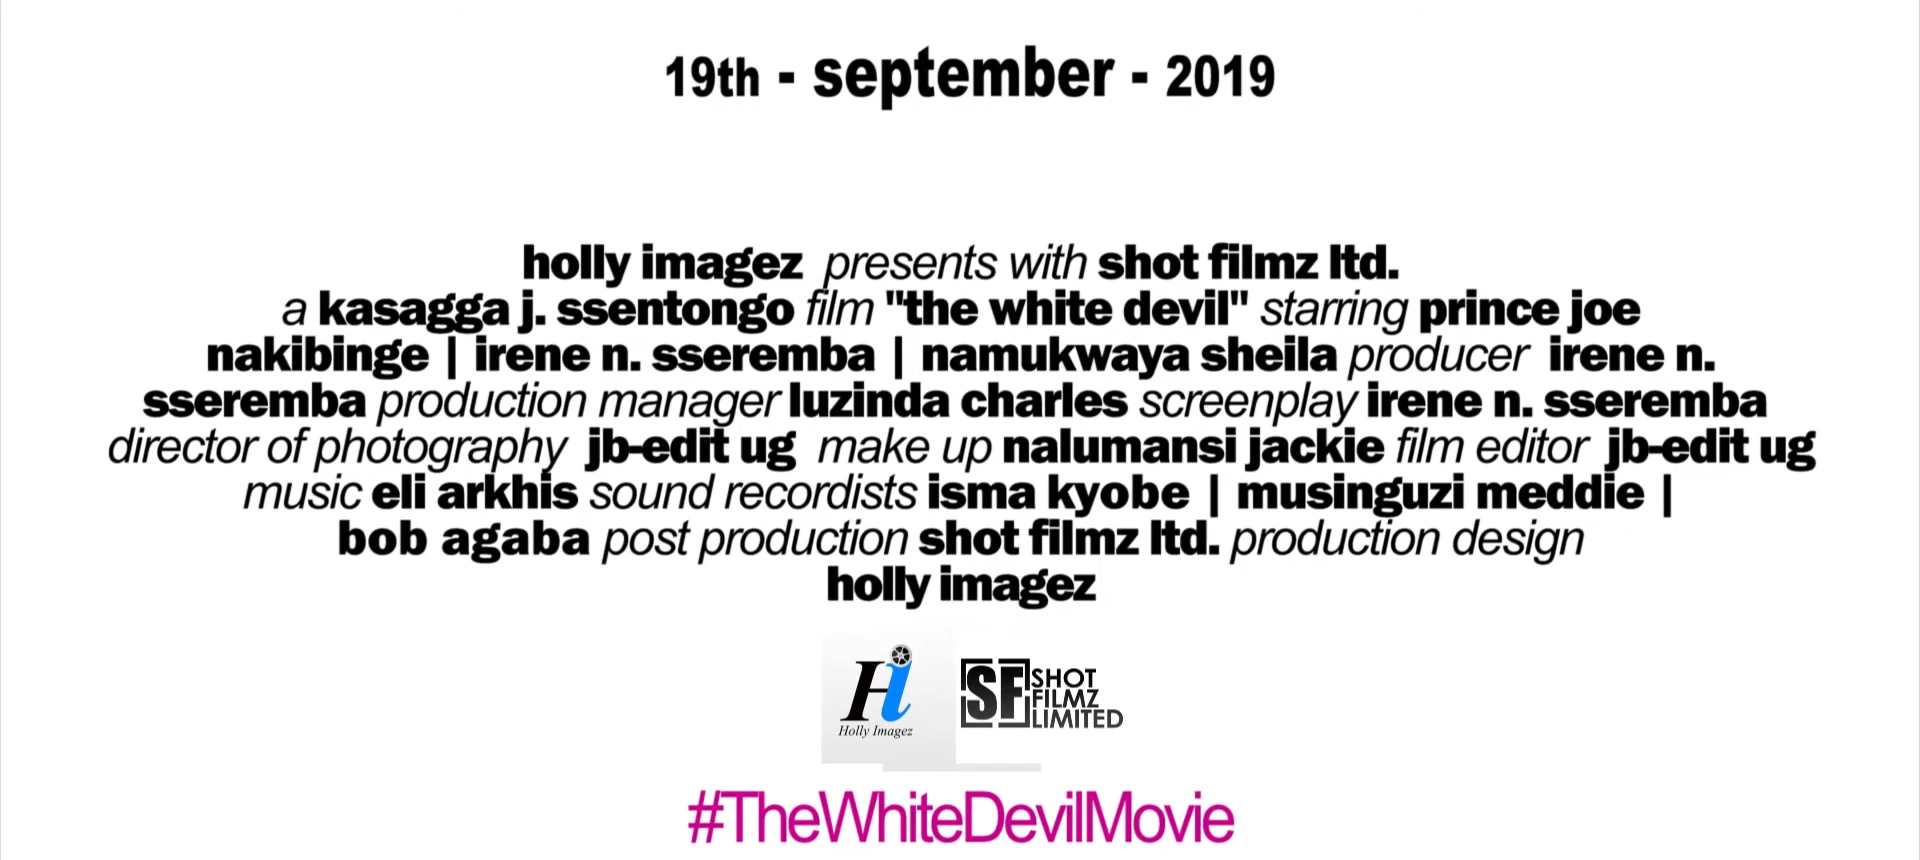 19th - september - 2019
holly imagez presents with shot filmz ltd.
a kasagga j. ssentongo film "the white devil" starring prince joe
nakibinge | irene n. sseremba | namukwaya sheila producer irene n.
sseremba production manager luzinda charles screenplay irene n. sseremba
director of photography jb-edit ug make up nalumansi jackie film editor jb-edit ug
music eli arkhis sound recordists isma kyobe | musinguzi meddie |
bob agaba post production shot filmz ltd. production design
holly imagez
Hi
Holly Imagez
SF
SHOT
FILMZ
LIMITED
#TheWhiteDevilMovie